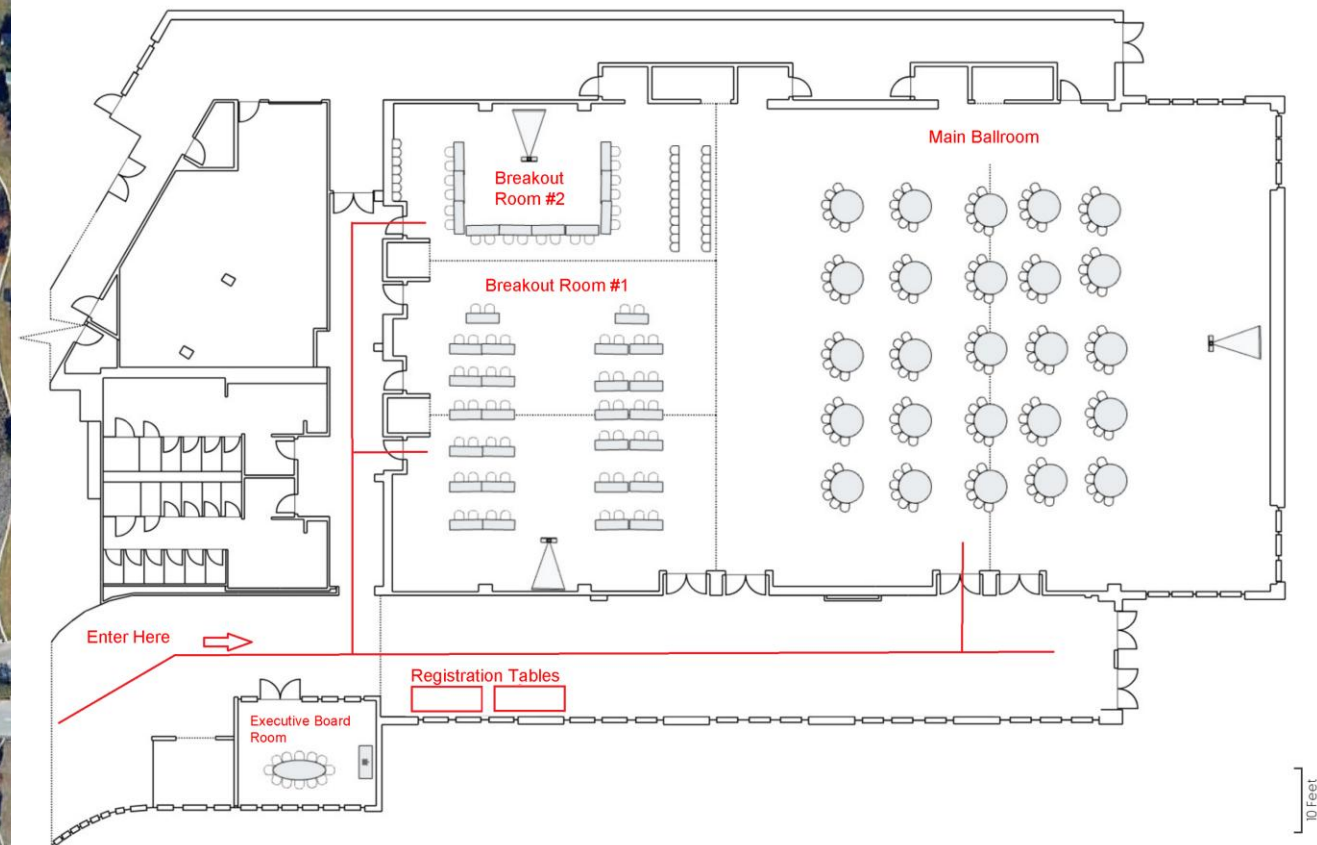 Main Ballroom
Breakout
Room #2
Breakout Room #1
Enter Here
Registration Tables
Executive Board
Room
10 Feet